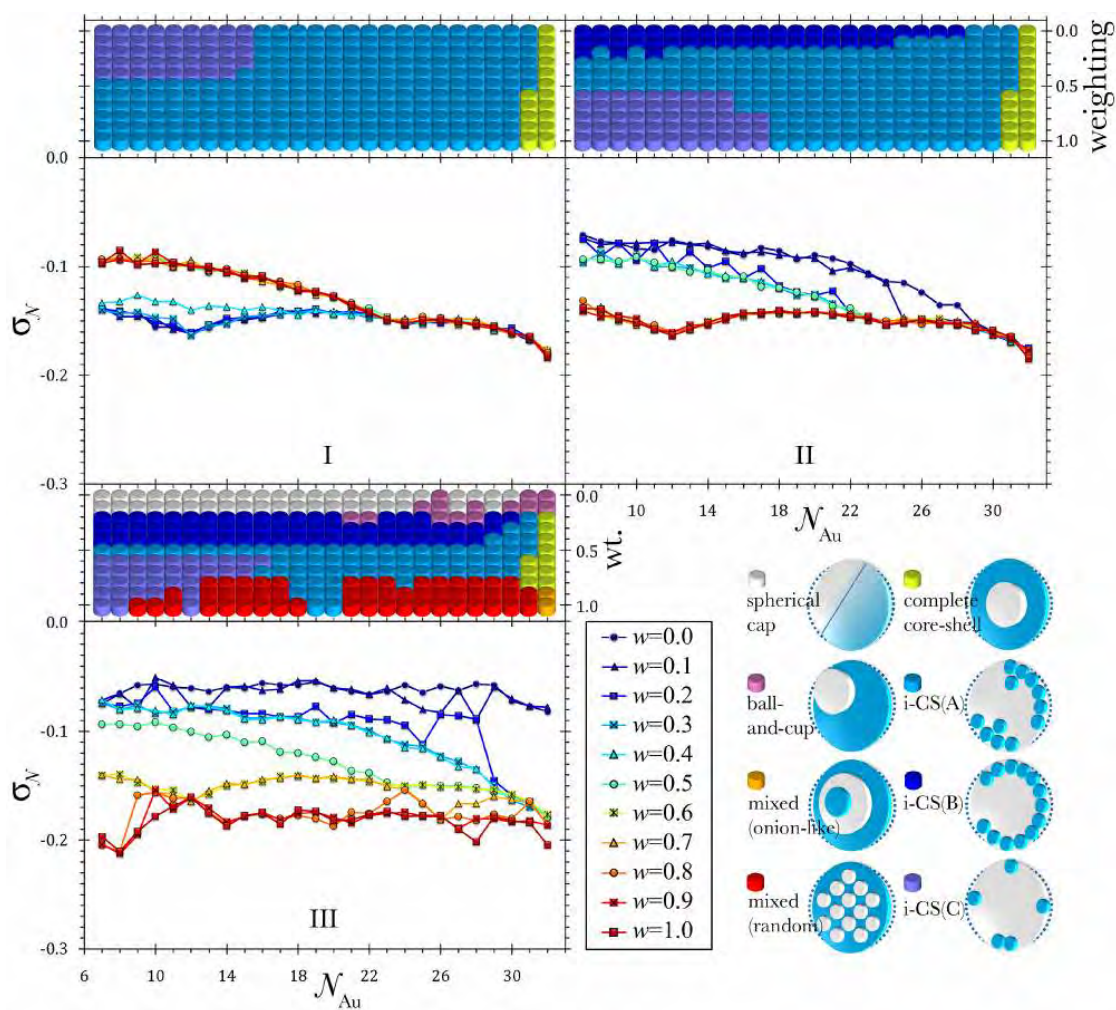 0.0
0.5
1.0
weighting
0.0
-0.1
-0.2
-0.3
σN
I
II
10
14
18
22
26
30
NAu
0.0
0.5
1.0
wt.
0.0
-0.1
-0.2
-0.3
σN
III
6
10
14
18
22
26
30
NAu
w=0.0
w=0.1
w=0.2
w=0.3
w=0.4
w=0.5
w=0.6
w=0.7
w=0.8
w=0.9
w=1.0
spherical
cap
complete
core-shell
ball-
and-cup
i-CS(A)
mixed
(onion-like)
i-CS(B)
mixed
(random)
i-CS(C)